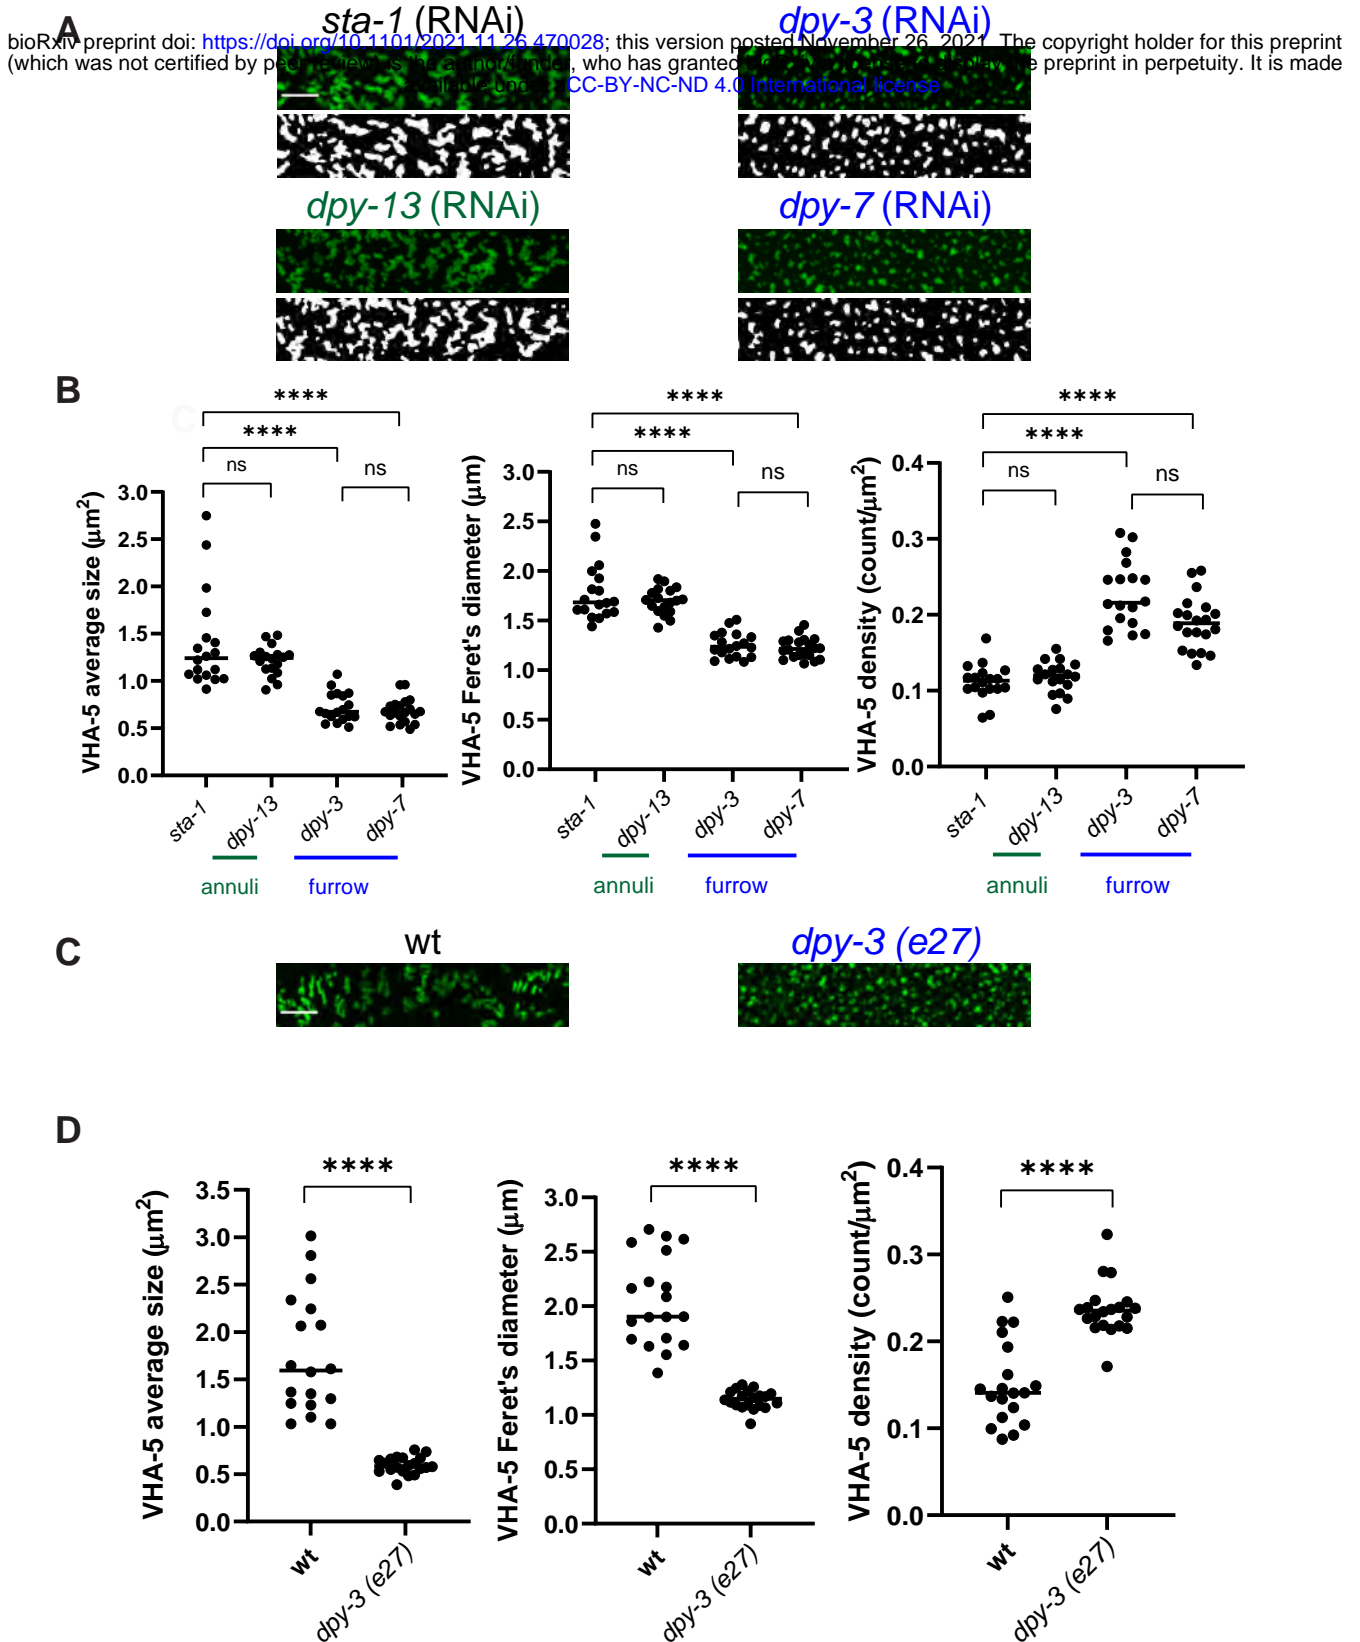 A
sta-1 (RNAi)
dpy-3 (RNAi)
bioRxiv preprint doi: https://doi.org/10.1101/2021.11.26.470028; this version posted November 26, 2021. The copyright holder for this preprint
(which was not certified by peer review) is the author/funder, who has granted bioRxiv a license to display the preprint in perpetuity. It is made
available under CC-BY-NC-ND 4.0 International license
dpy-13 (RNAi)
dpy-7 (RNAi)
B
C
****
****
ns
ns
VHA-5 average size (μm²)
3.0
2.5
2.0
1.5
1.0
0.5
0.0
sta-1
dpy-13
dpy-3
dpy-7
annuli
furrow
****
****
ns
ns
VHA-5 Feret's diameter (μm)
3.0
2.5
2.0
1.5
1.0
0.5
0.0
sta-1
dpy-13
dpy-3
dpy-7
annuli
furrow
****
****
ns
ns
VHA-5 density (count/μm²)
0.4
0.3
0.2
0.1
0.0
sta-1
dpy-13
dpy-3
dpy-7
annuli
furrow
C
wt
dpy-3 (e27)
D
****
VHA-5 average size (μm²)
3.5
3.0
2.5
2.0
1.5
1.0
0.5
0.0
wt
dpy-3 (e27)
****
VHA-5 Feret's diameter (μm)
3.0
2.5
2.0
1.5
1.0
0.5
0.0
wt
dpy-3 (e27)
****
VHA-5 density (count/μm²)
0.4
0.3
0.2
0.1
0.0
wt
dpy-3 (e27)